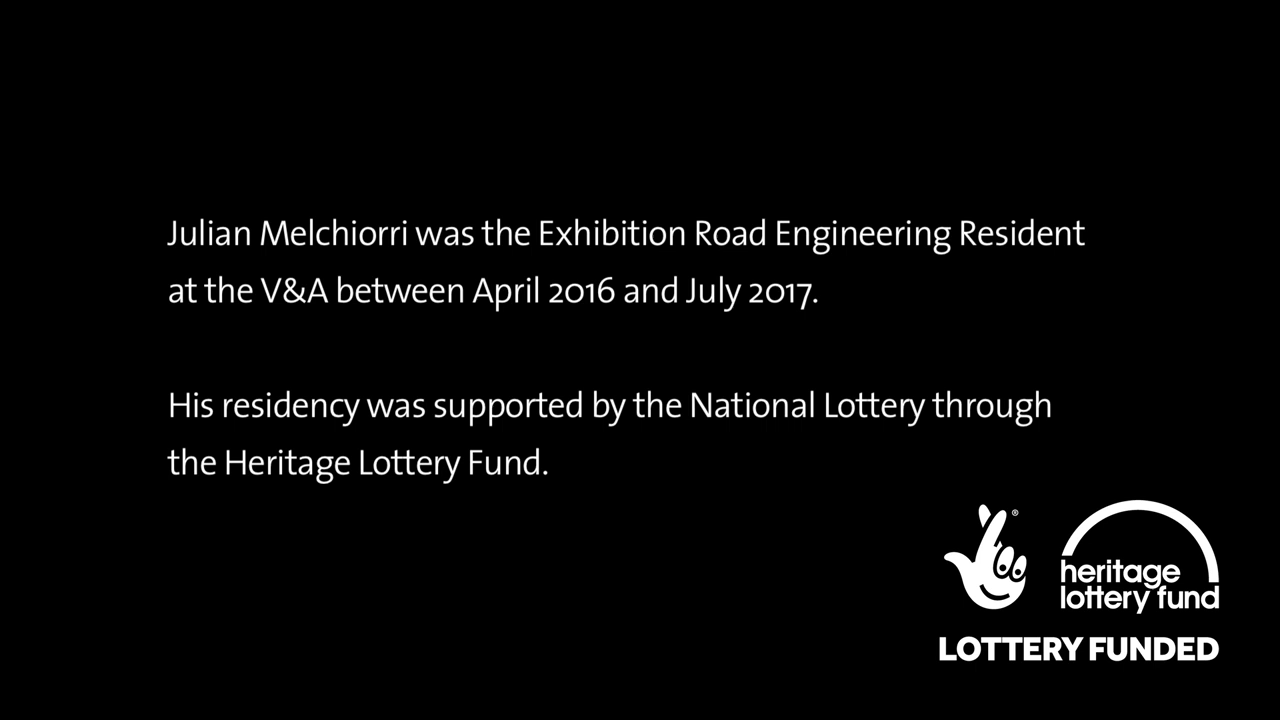 Julian Melchiorri was the Exhibition Road Engineering Resident
at the V&A between April 2016 and July 2017.
His residency was supported by the National Lottery through
the Heritage Lottery Fund.
®
heritage
lottery fund
LOTTERY FUNDED